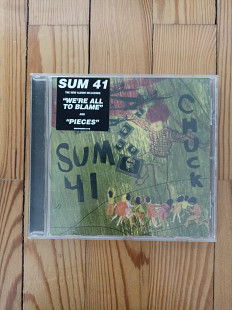 SUM 41
THE NEW ALBUM INCLUDING
"WE'RE ALL
TO BLAME"
AND
"PIECES"
CHUCK
SUM
41